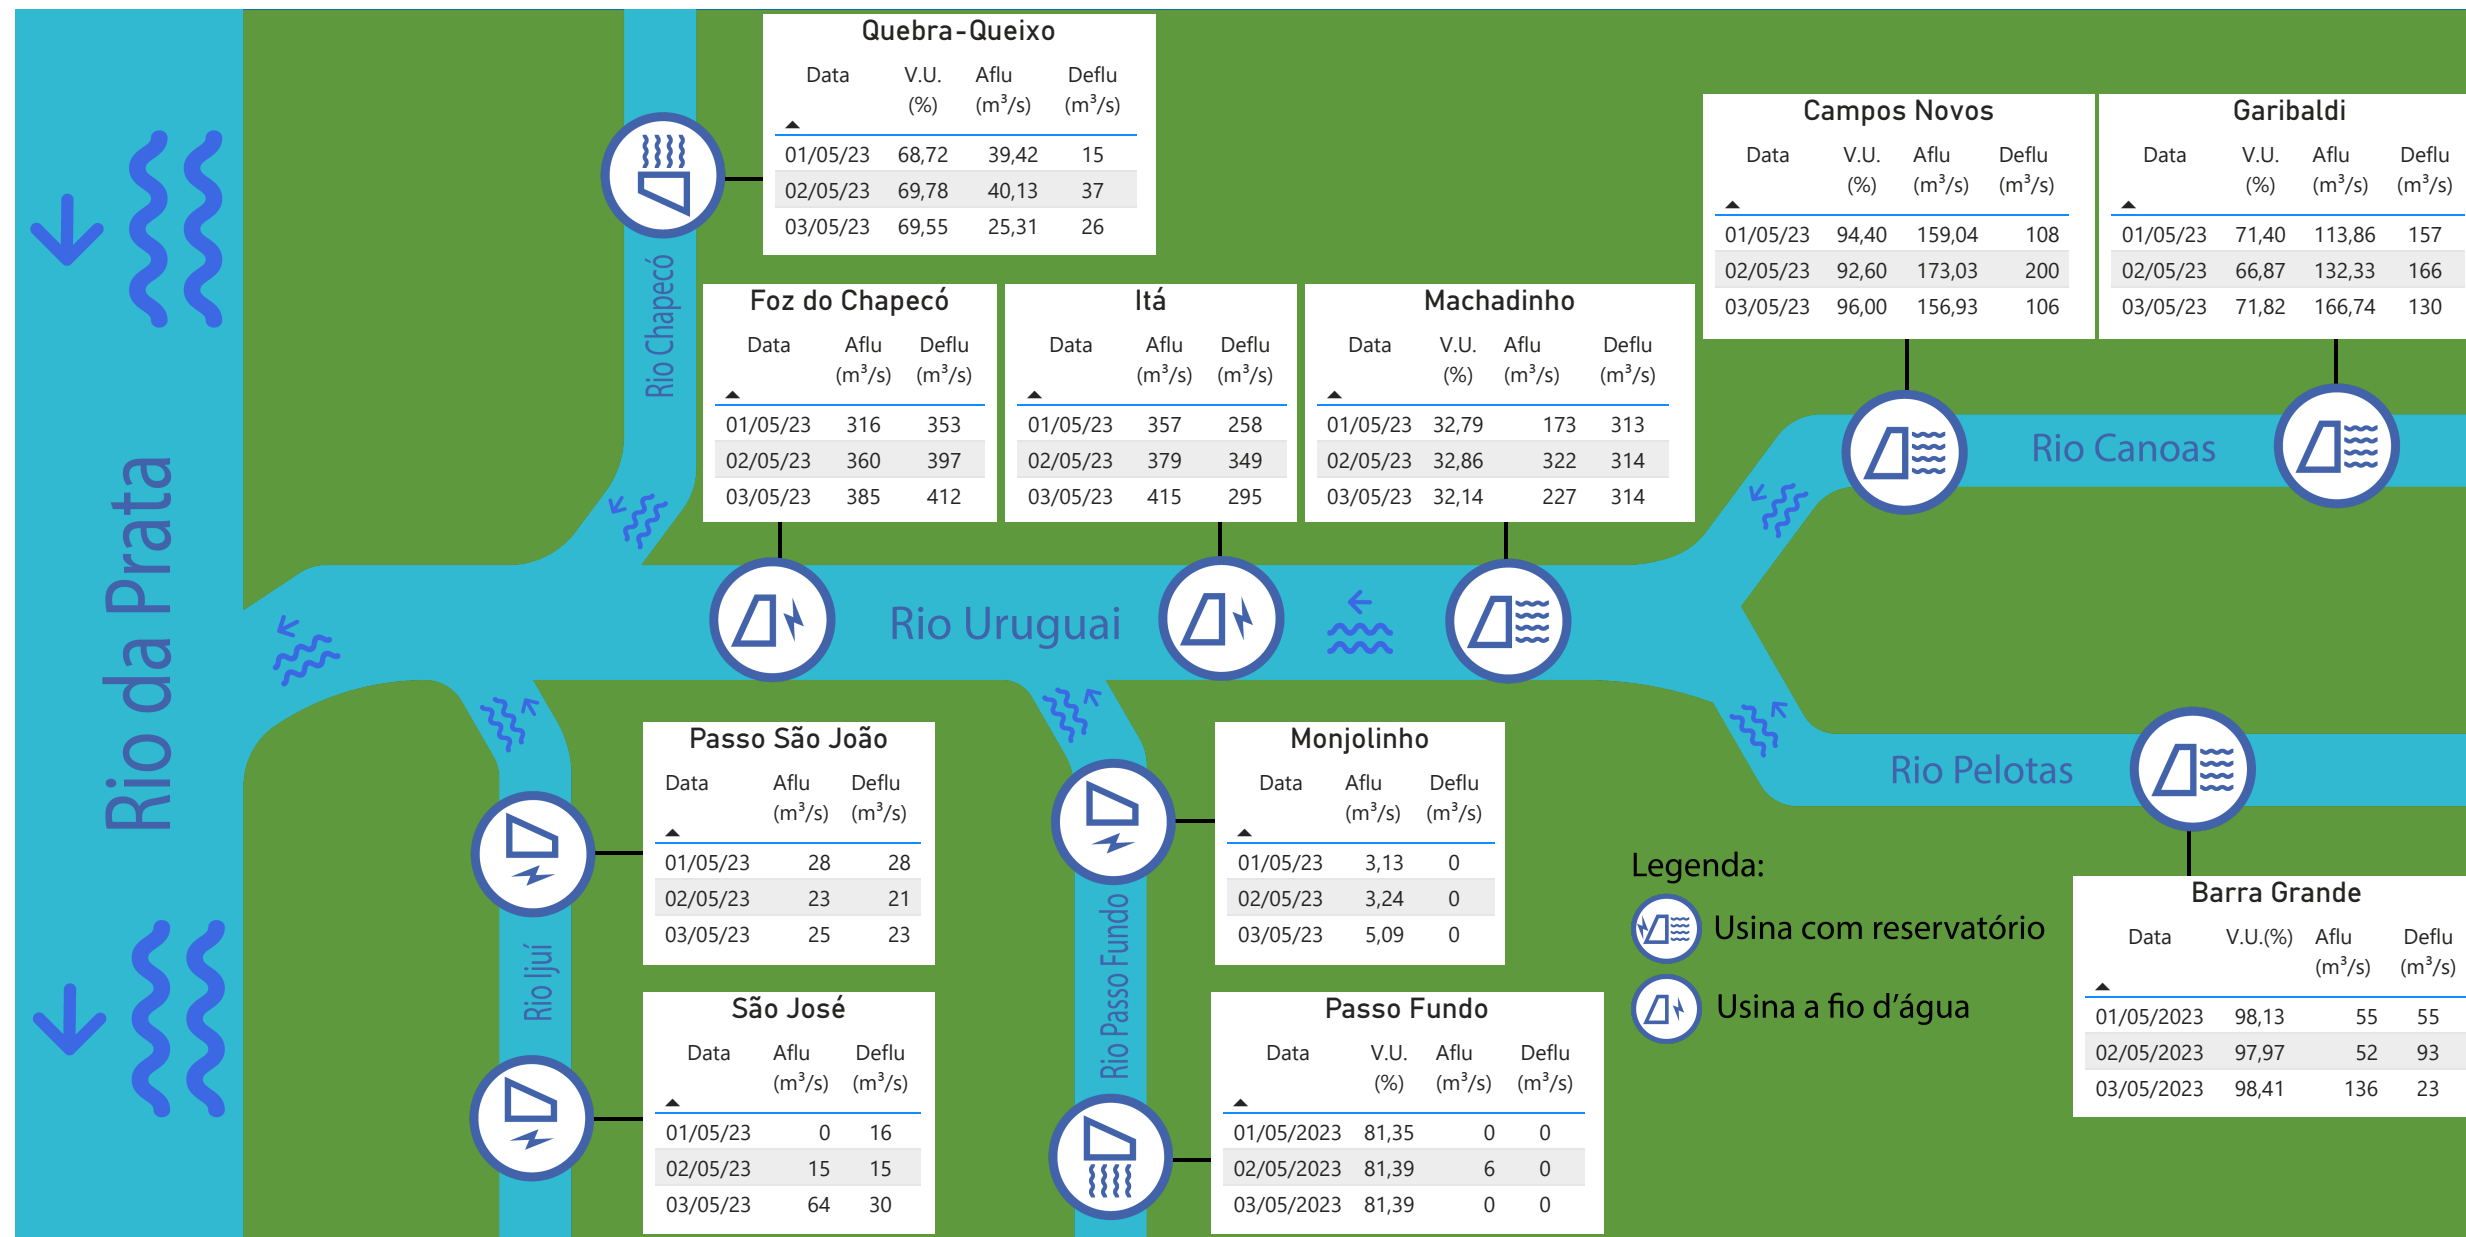 Quebra-Queixo
Data V.U. (%) Aflu (m³/s) Deflu (m³/s)
01/05/23 68,72 39,42 15
02/05/23 69,78 40,13 37
03/05/23 69,55 25,31 26
Campos Novos
Data V.U. (%) Aflu (m³/s) Deflu (m³/s)
01/05/23 94,40 159,04 108
02/05/23 92,60 173,03 200
03/05/23 96,00 156,93 106
Garibaldi
Data V.U. (%) Aflu (m³/s) Deflu (m³/s)
01/05/23 71,40 113,86 157
02/05/23 66,87 132,33 166
03/05/23 71,82 166,74 130
Rio Chapecó
Foz do Chapecó
Data Aflu (m³/s) Deflu (m³/s)
01/05/23 316 353
02/05/23 360 397
03/05/23 385 412
Itá
Data Aflu (m³/s) Deflu (m³/s)
01/05/23 357 258
02/05/23 379 349
03/05/23 415 295
Machadinho
Data V.U. (%) Aflu (m³/s) Deflu (m³/s)
01/05/23 32,79 173 313
02/05/23 32,86 322 314
03/05/23 32,14 227 314
Rio Canoas
Rio da Prata
Rio Uruguai
Rio Pelotas
Passo São João
Data Aflu (m³/s) Deflu (m³/s)
01/05/23 28 28
02/05/23 23 21
03/05/23 25 23
Monjolinho
Data Aflu (m³/s) Deflu (m³/s)
01/05/23 3,13 0
02/05/23 3,24 0
03/05/23 5,09 0
Rio Ijuí
Rio Passo Fundo
Legenda:
Usina com reservatório
Usina a fio d'água
Barra Grande
Data V.U.(%) Aflu (m³/s) Deflu (m³/s)
01/05/2023 98,13 55 55
02/05/2023 97,97 52 93
03/05/2023 98,41 136 23
São José
Data Aflu (m³/s) Deflu (m³/s)
01/05/23 0 16
02/05/23 15 15
03/05/23 64 30
Passo Fundo
Data V.U. (%) Aflu (m³/s) Deflu (m³/s)
01/05/2023 81,35 0 0
02/05/2023 81,39 6 0
03/05/2023 81,39 0 0